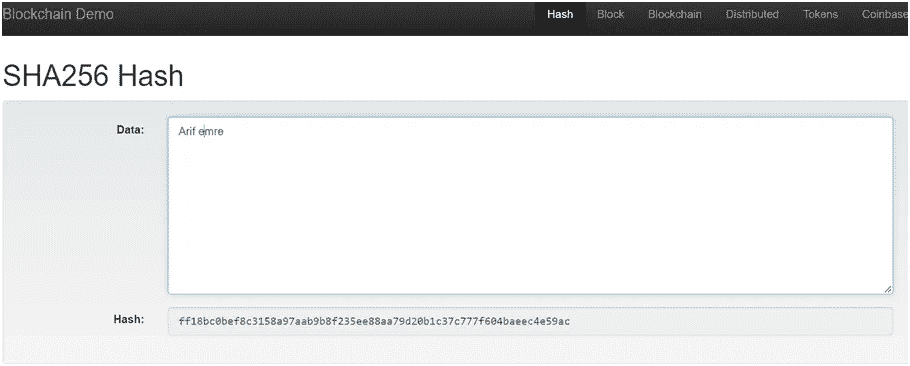 Blockchain Demo Hash Block Blockchain Distributed Tokens Coinbase
SHA256 Hash
Data: Arif emre
Hash: ff18bc0bef8c3158a97aab9b8f235ee88aa79d20b1c37c777f604baeec4e59ac